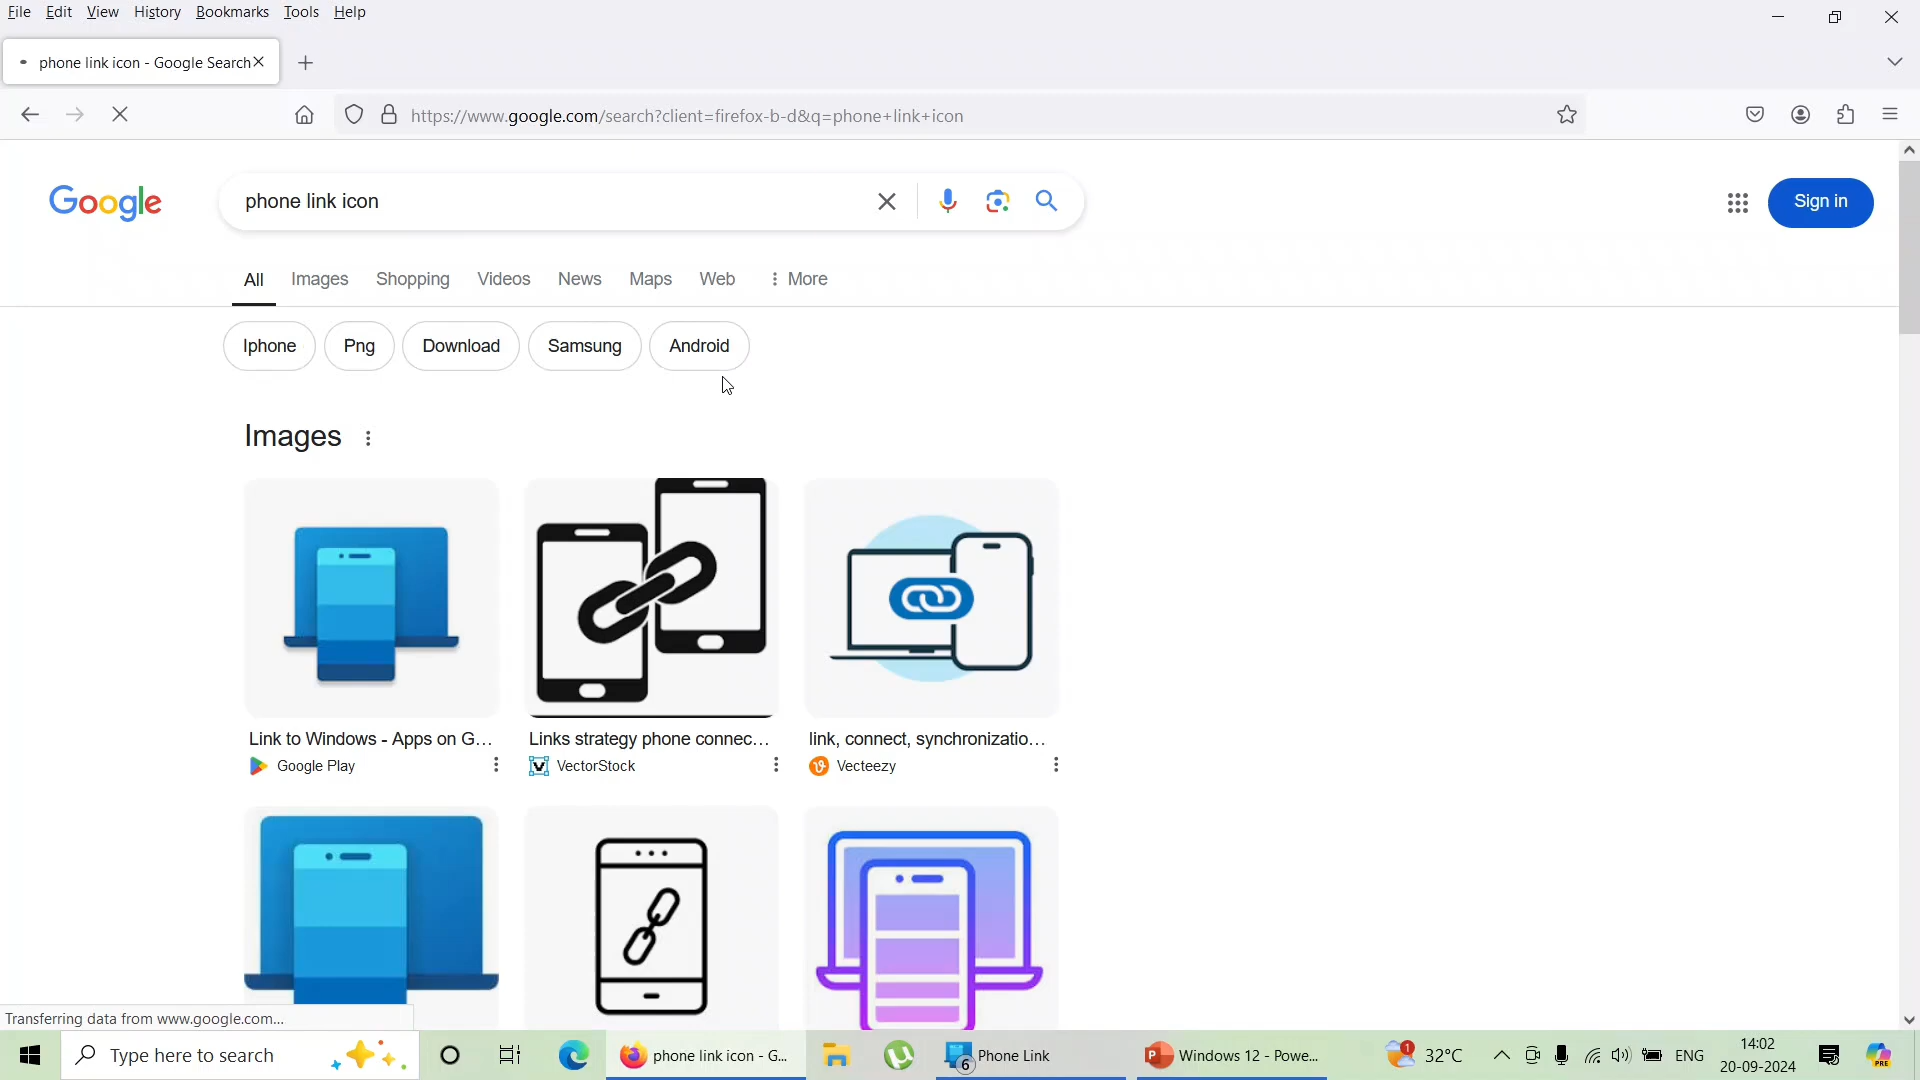 File Edit View History Bookmarks Tools Help
phone link icon - Google Search
https://www.google.com/search?client=firefox-b-d&q=phone+link+icon
Google
phone link icon
Sign in
All Images Shopping Videos News Maps Web More
Iphone Png Download Samsung Android
Images
Link to Windows - Apps on G...
Links strategy phone connec...
link, connect, synchronizatio...
Google Play
VectorStock
Vecteezy
Transferring data from www.google.com...
Type here to search
phone link icon - G...
6
Phone Link
Windows 12 - Powe...
1
32°C
ENG
14:02
20-09-2024
PRE